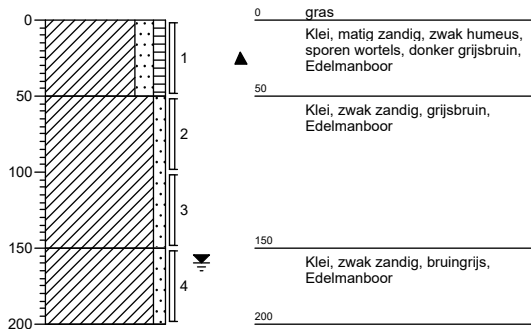 0
50
100
150
200
1
2
3
4
0
gras
Klei, matig zandig, zwak humeus,
sporen wortels, donker grijsbruin,
Edelmanboor
50
Klei, zwak zandig, grijsbruin,
Edelmanboor
150
Klei, zwak zandig, bruingrijs,
Edelmanboor
200